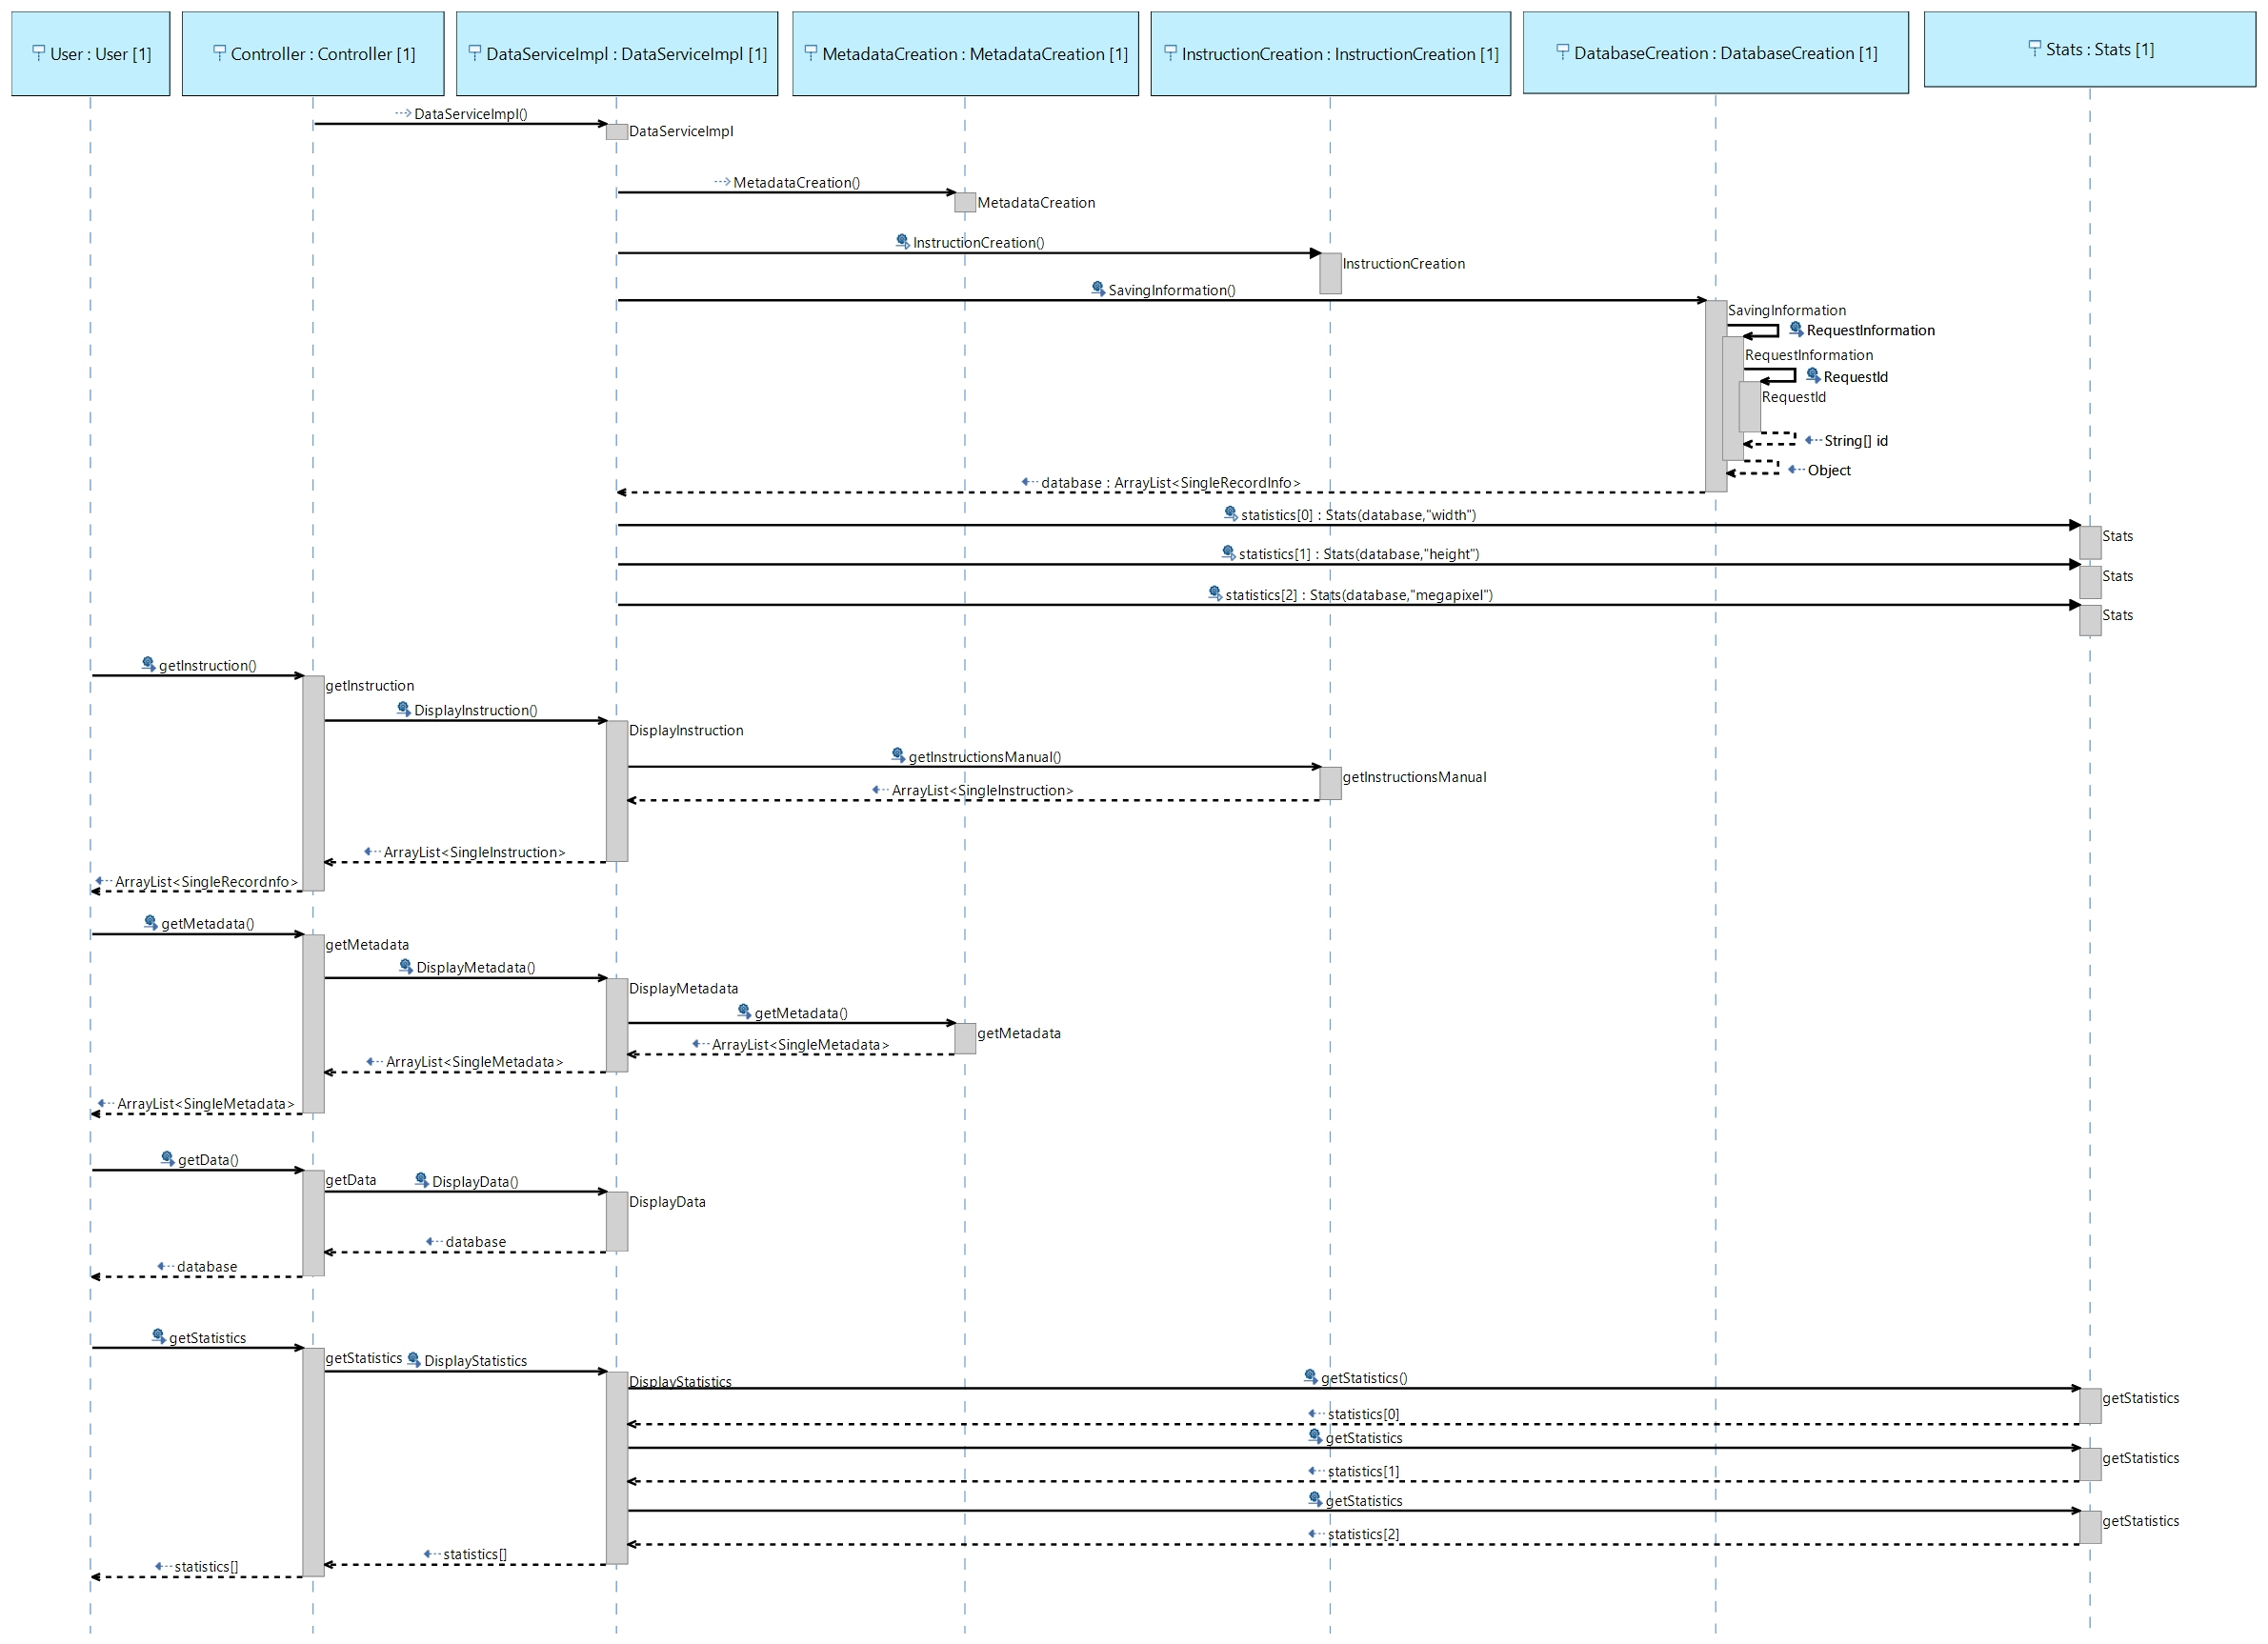 User : User [1]
Controller : Controller [1]
DataServiceImpl : DataServiceImpl [1]
MetadataCreation : MetadataCreation [1]
InstructionCreation : InstructionCreation [1]
DatabaseCreation : DatabaseCreation [1]
Stats : Stats [1]
DataServiceImpl()
DataServiceImpl
MetadataCreation()
MetadataCreation
InstructionCreation()
InstructionCreation
SavingInformation()
SavingInformation
RequestInformation
RequestInformation
RequestId
RequestId
String[] id
Object
database : ArrayList<SingleRecordInfo>
statistics[0] : Stats(database,"width")
Stats
statistics[1] : Stats(database,"height")
Stats
statistics[2] : Stats(database,"megapixel")
Stats
getInstruction()
getInstruction
DisplayInstruction()
DisplayInstruction
getInstructionsManual()
getInstructionsManual
ArrayList<SingleInstruction>
ArrayList<SingleInstruction>
ArrayList<SingleRecordnfo>
getMetadata()
getMetadata
DisplayMetadata()
DisplayMetadata
getMetadata()
getMetadata
ArrayList<SingleMetadata>
ArrayList<SingleMetadata>
ArrayList<SingleMetadata>
getData()
getData
DisplayData()
DisplayData
database
database
getStatistics
getStatistics
DisplayStatistics
DisplayStatistics
getStatistics()
getStatistics
statistics[0]
getStatistics
getStatistics
statistics[1]
getStatistics
getStatistics
statistics[2]
statistics[]
statistics[]